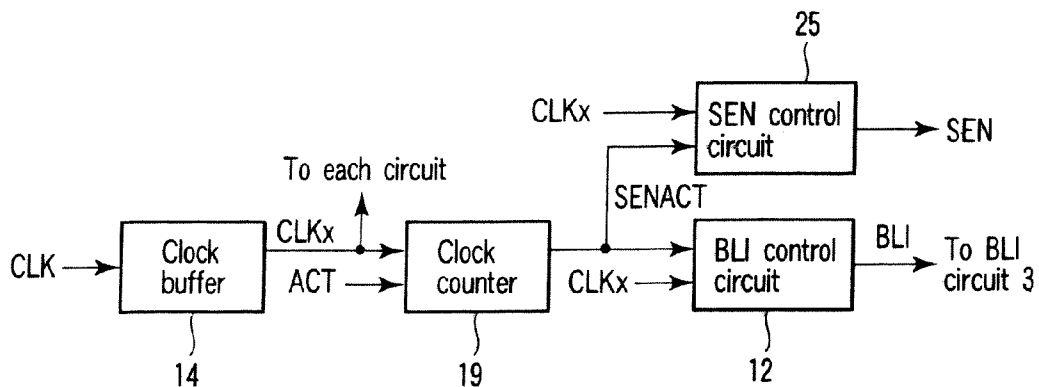 25
CLKx
SEN control
circuit
SEN
To each circuit
SENACT
CLK
Clock
buffer
CLKx
ACT
Clock
counter
CLKx
BLI control
circuit
BLI
To BLI
circuit 3
14
19
12